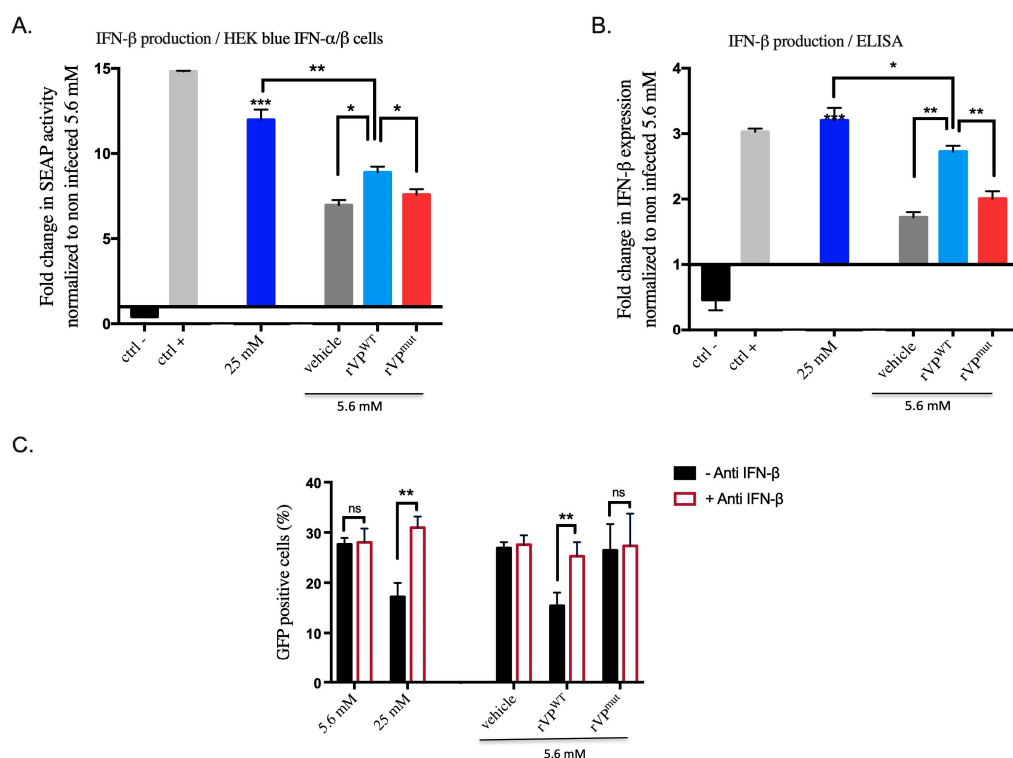 A.
IFN-β production / HEK blue IFN-α/β cells
Fold change in SEAP activity
normalized to non infected 5.6 mM
15
10
5
0
***
**
*
*
ctrl -
ctrl +
25 mM
vehicle
rVPᵂᵀ
rVPᵐᵘᵗ
5.6 mM
B.
IFN-β production / ELISA
Fold change in IFN-β expression
normalized to non infected 5.6 mM
4
3
2
1
0
***
*
**
**
ctrl -
ctrl +
25 mM
vehicle
rVPᵂᵀ
rVPᵐᵘᵗ
5.6 mM
C.
GFP positive cells (%)
40
30
20
10
0
ns
**
**
ns
5.6 mM
25 mM
vehicle
rVPᵂᵀ
rVPᵐᵘᵗ
5.6 mM
- Anti IFN-β
+ Anti IFN-β